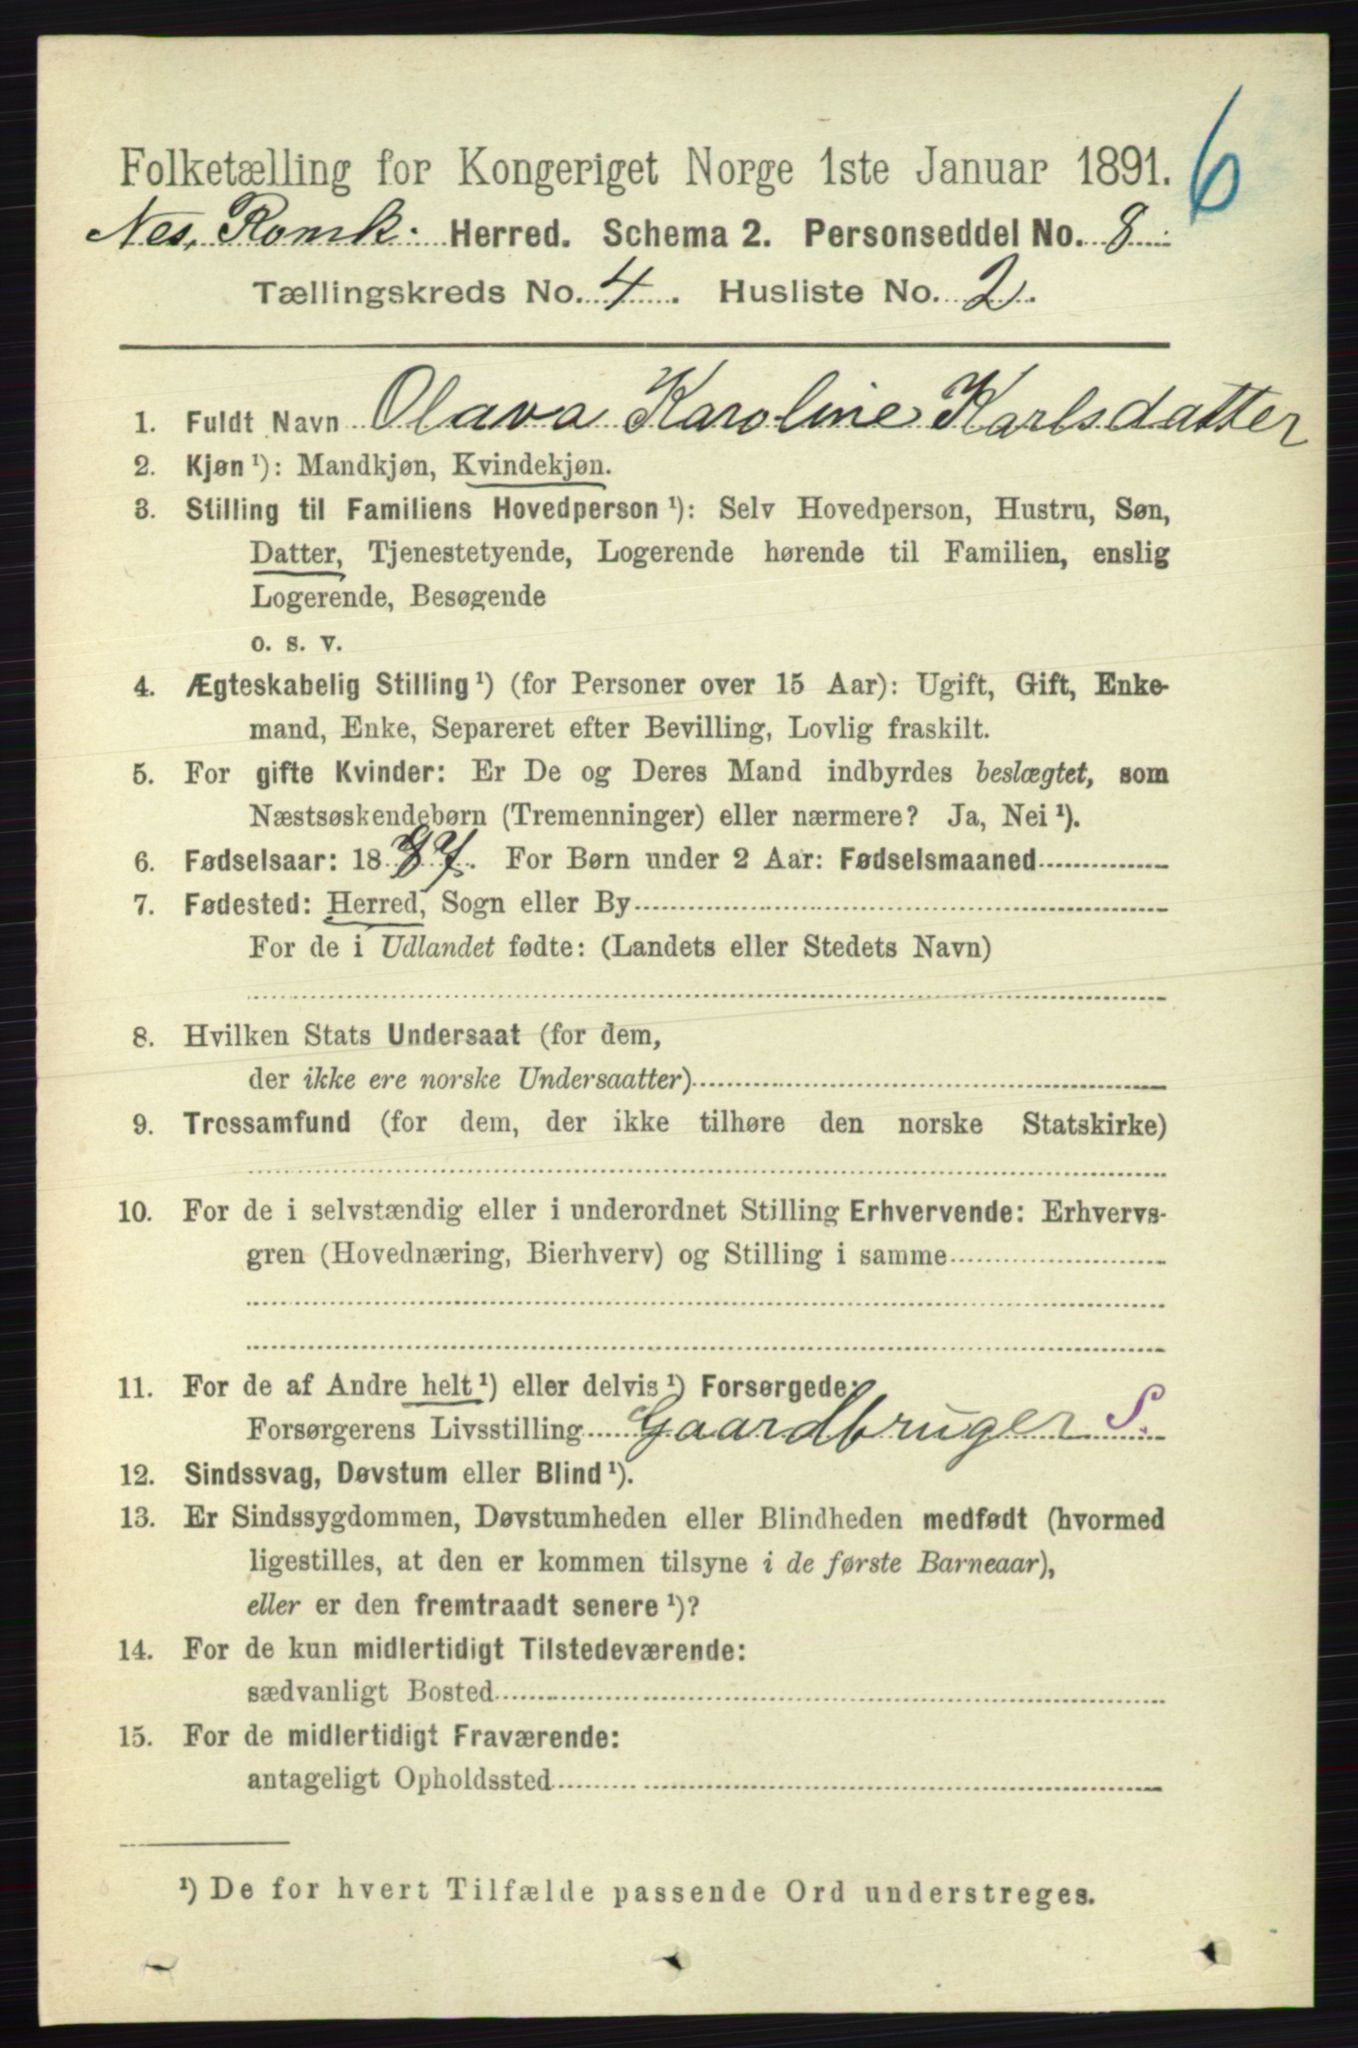 6
Folketælling for Kongeriget Norge 1ste Januar 1891.
Nes, Romk. Herred. Schema 2. Personseddel No. 8
Tællingskreds No. 4. Husliste No. 2.
1. Fuldt Navn Olava Karoline Karlsdatter
2. Kjøn ¹): Mandkjøn, Kvindekjøn.
3. Stilling til Familiens Hovedperson ¹): Selv Hovedperson, Hustru, Søn,
Datter, Tjenestetyende, Logerende hørende til Familien, enslig
Logerende, Besøgende
o. s. v.
4. Ægteskabelig Stilling ¹) (for Personer over 15 Aar): Ugift, Gift, Enke-
mand, Enke, Separeret efter Bevilling, Lovlig fraskilt.
5. For gifte Kvinder: Er De og Deres Mand indbyrdes beslægtet, som
Næstsøskendebørn (Tremenninger) eller nærmere? Ja, Nei ¹).
6. Fødselsaar: 1887. For Børn under 2 Aar: Fødselsmaaned
7. Fødested: Herred, Sogn eller By
For de i Udlandet fødte: (Landets eller Stedets Navn)
8. Hvilken Stats Undersaat (for dem,
der ikke ere norske Undersaatter)
9. Trossamfund (for dem, der ikke tilhøre den norske Statskirke)
10. For de i selvstændig eller i underordnet Stilling Erhvervende: Erhvervs-
gren (Hovednæring, Bierhverv) og Stilling i samme
11. For de af Andre helt ¹) eller delvis ¹) Forsørgede:
Forsørgerens Livsstilling Gaardbruger S.
12. Sindssvag, Døvstum eller Blind ¹).
13. Er Sindssygdommen, Døvstumheden eller Blindheden medfødt (hvormed
ligestilles, at den er kommen tilsyne i de første Barneaar),
eller er den fremtraadt senere ¹)?
14. For de kun midlertidigt Tilstedeværende:
sædvanligt Bosted
15. For de midlertidigt Fraværende:
antageligt Opholdssted
¹) De for hvert Tilfælde passende Ord understreges.